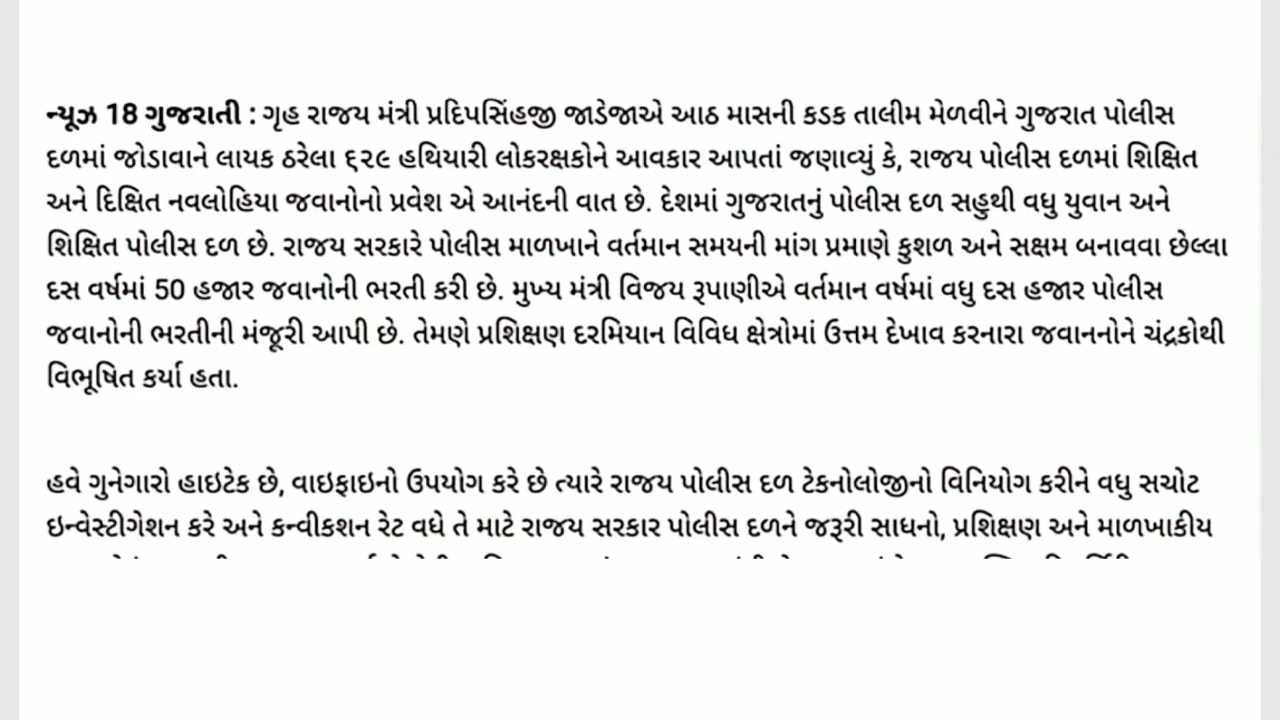 ન્યૂઝ 18 ગુજરાતી : ગૃહ રાજય મંત્રી પ્રદિપસિંહજી જાડેજાએ આઠ માસની કડક તાલીમ મેળવીને ગુજરાત પોલીસ
દળમાં જોડાવાને લાયક ઠરેલા ૬૨૯ હથિયારી લોકરક્ષકોને આવકાર આપતાં જણાવ્યું કે, રાજય પોલીસ દળમાં શિક્ષિત
અને દિક્ષિત નવલોહિયા જવાનોનો પ્રવેશ એ આનંદની વાત છે. દેશમાં ગુજરાતનું પોલીસ દળ સહુથી વધુ યુવાન અને
શિક્ષિત પોલીસ દળ છે. રાજય સરકારે પોલીસ માળખાને વર્તમાન સમયની માંગ પ્રમાણે કુશળ અને સક્ષમ બનાવવા છેલ્લા
દસ વર્ષમાં 50 હજાર જવાનોની ભરતી કરી છે. મુખ્ય મંત્રી વિજય રૂપાણીએ વર્તમાન વર્ષમાં વધુ દસ હજાર પોલીસ
જવાનોની ભરતીની મંજૂરી આપી છે. તેમણે પ્રશિક્ષણ દરમિયાન વિવિધ ક્ષેત્રોમાં ઉત્તમ દેખાવ કરનારા જવાનનોને ચંદ્રકોથી
વિભૂષિત કર્યા હતા.
હવે ગુનેગારો હાઇટેક છે, વાઇફાઇનો ઉપયોગ કરે છે ત્યારે રાજય પોલીસ દળ ટેકનોલોજીનો વિનિયોગ કરીને વધુ સચોટ
ઇન્વેસ્ટીગેશન કરે અને કન્વીકશન રેટ વધે તે માટે રાજય સરકાર પોલીસ દળને જરૂરી સાધનો, પ્રશિક્ષણ અને માળખાકીય